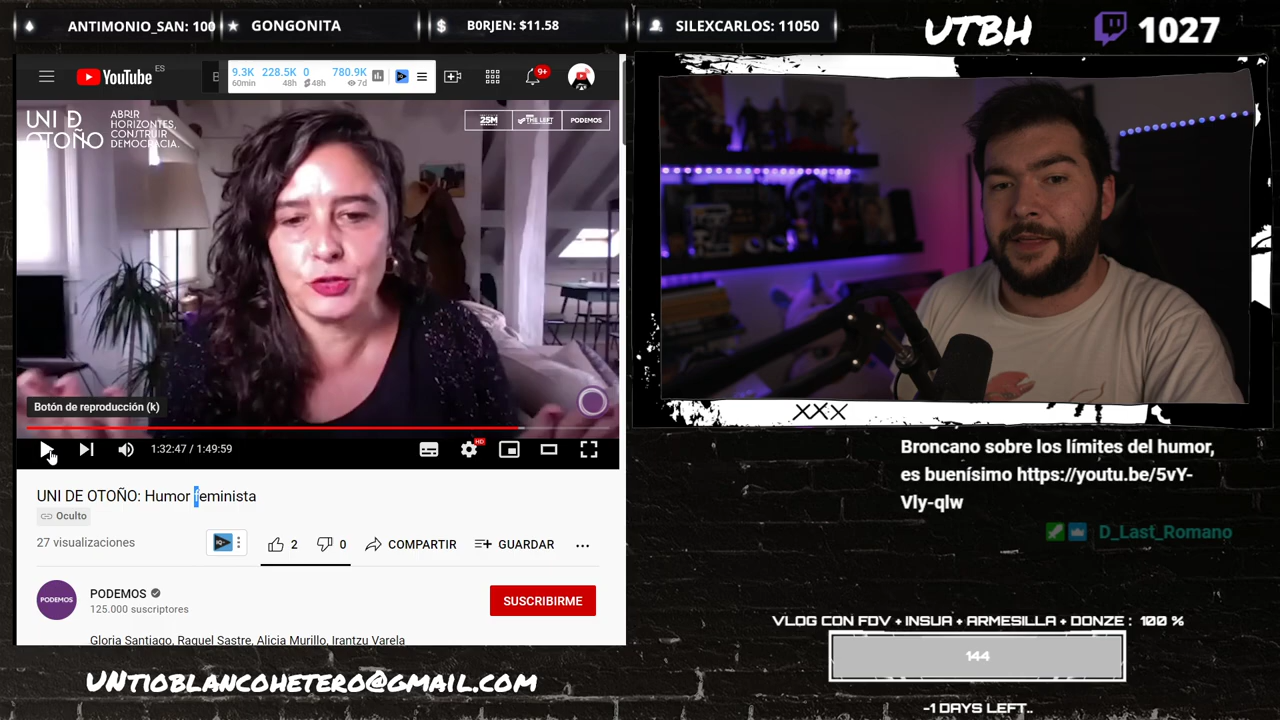 ANTIMONIO_SAN: 100
GONGONITA
B0RJEN: $11.58
SILEXCARLOS: 11050
UTBH
1027
YouTube ES
9.3K 228.5K 0 780.9K
60min 48h 48h 7d
9+
UNI D OTOÑO
ABRIR
HORIZONTES,
CONSTRUIR
DEMOCRACIA.
25M THE LEFT PODEMOS
Botón de reproducción (k)
1:32:47 / 1:49:59
HD
UNI DE OTOÑO: Humor feminista
Oculto
27 visualizaciones
2 0 COMPARTIR GUARDAR
PODEMOS
PODEMOS
125.000 suscriptores
SUSCRIBIRME
Gloria Santiago, Raquel Sastre, Alicia Murillo, Irantzu Varela
UNtioblancohetero@gmail.com
XXX
Broncano sobre los límites del humor,
es buenísimo https://youtu.be/5vY-
Vly-qlw
D_Last_Romano
VLOG CON FDV + INSUA + ARMESILLA + DONZE : 100 %
144
-1 DAYS LEFT..